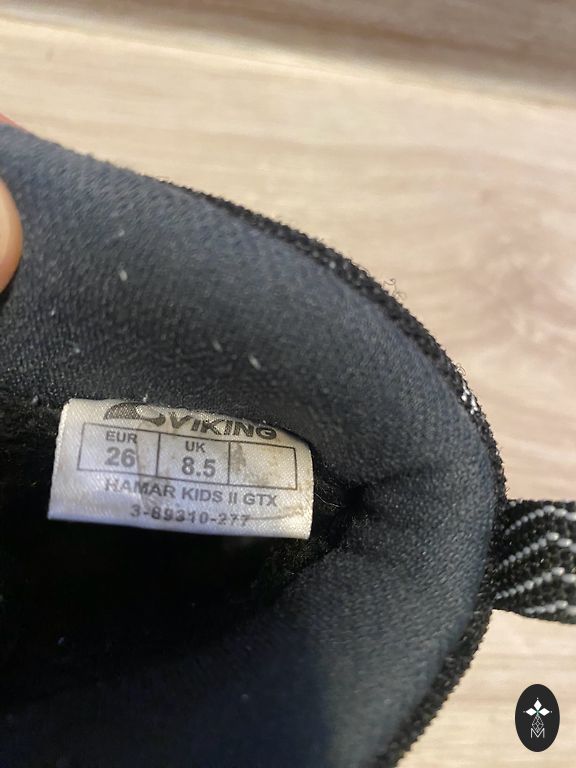 VIKING
EUR UK
26 8.5
HAMAR KIDS II GTX
3-89310-277
M